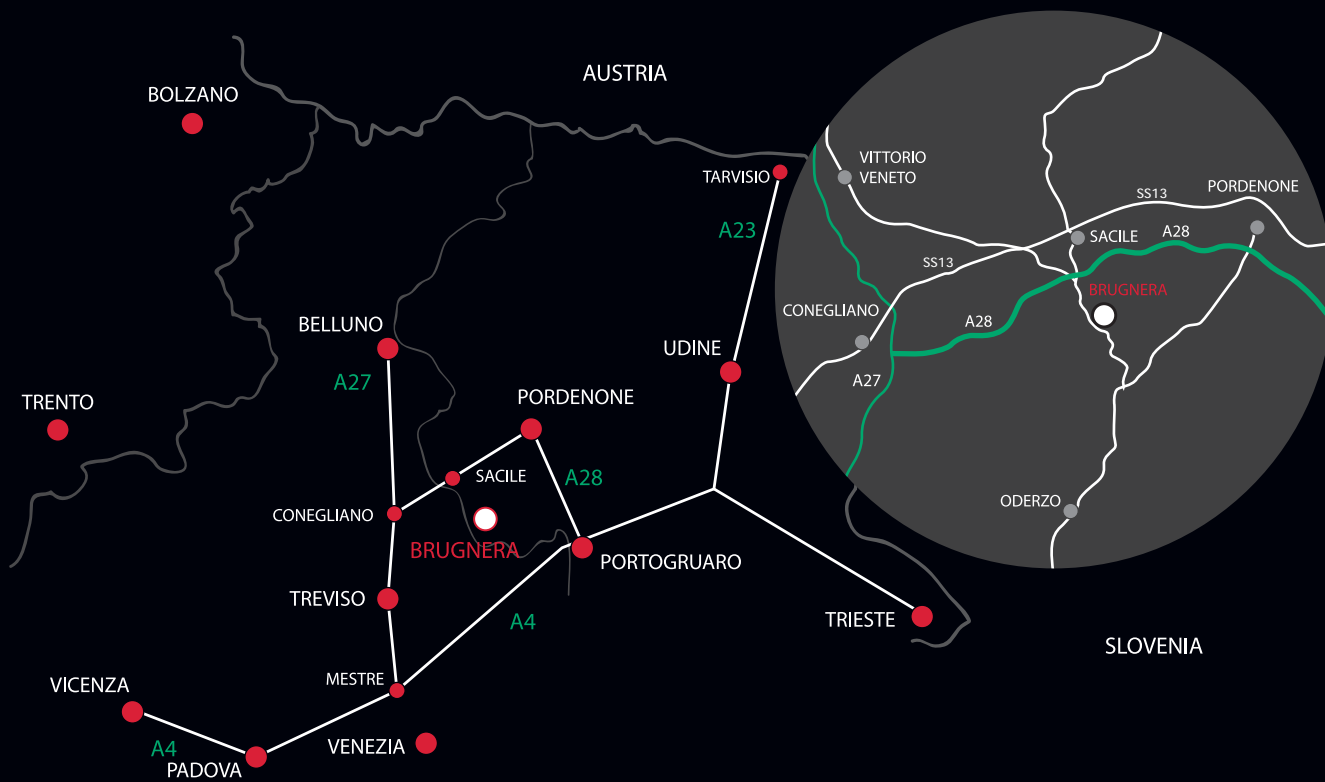 AUSTRIA
BOLZANO
TARVISIO
A23
BELLUNO
A27
UDINE
TRENTO
PORDENONE
SACILE
A28
CONEGLIANO
BRUGNERA
PORTOGRUARO
TREVISO
A4
TRIESTE
SLOVENIA
MESTRE
VICENZA
A4
PADOVA
VENEZIA
VITTORIO
VENETO
PORDENONE
SS13
SACILE
A28
SS13
BRUGNERA
CONEGLIANO
A28
A27
ODERZO